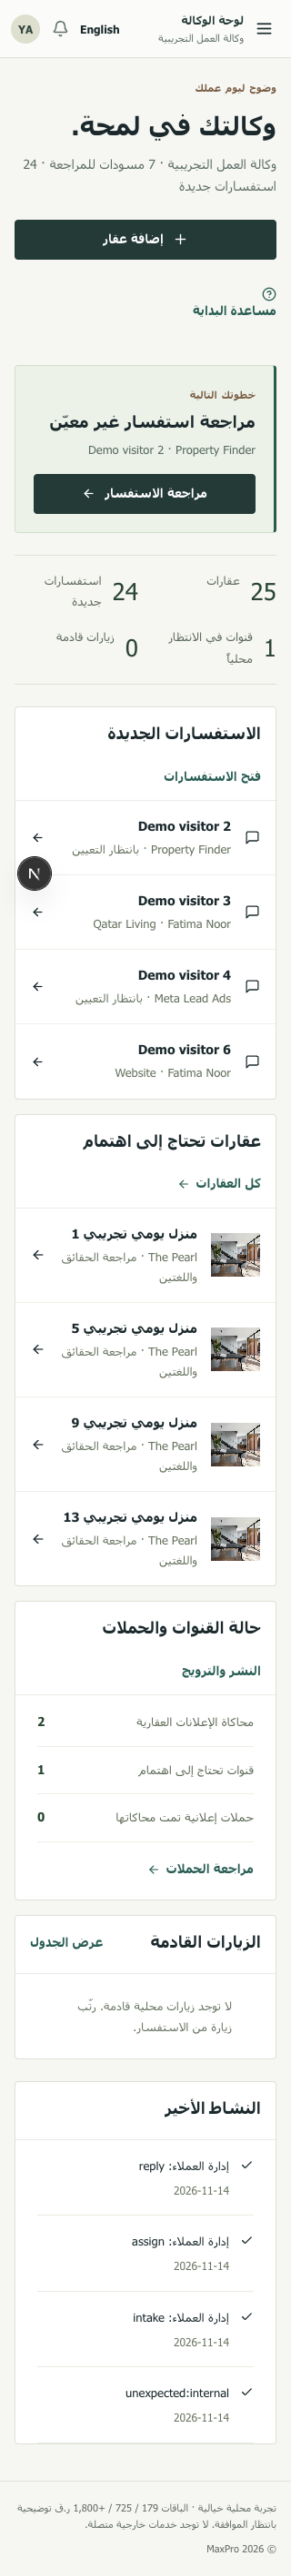 لوحة الوكالة
وكالة العمل التجريبية
English
YA
وضوح ليوم عملك
وكالتك في لمحة.
وكالة العمل التجريبية · 7 مسودات للمراجعة · 24
استفسارات جديدة
إضافة عقار
مساعدة البداية
خطوتك التالية
مراجعة استفسار غير معيّن
Demo visitor 2 · Property Finder
مراجعة الاستفسار
25 عقارات
24 استفسارات
جديدة
1 قنوات في الانتظار
محلياً
0 زيارات قادمة
الاستفسارات الجديدة
فتح الاستفسارات
Demo visitor 2
Property Finder · بانتظار التعيين
N
Demo visitor 3
Qatar Living · Fatima Noor
Demo visitor 4
Meta Lead Ads · بانتظار التعيين
Demo visitor 6
Website · Fatima Noor
عقارات تحتاج إلى اهتمام
كل العقارات
منزل يومي تجريبي 1
The Pearl · مراجعة الحقائق
واللغتين
منزل يومي تجريبي 5
The Pearl · مراجعة الحقائق
واللغتين
منزل يومي تجريبي 9
The Pearl · مراجعة الحقائق
واللغتين
منزل يومي تجريبي 13
The Pearl · مراجعة الحقائق
واللغتين
حالة القنوات والحملات
النشر والترويج
محاكاة الإعلانات العقارية 2
قنوات تحتاج إلى اهتمام 1
حملات إعلانية تمت محاكاتها 0
مراجعة الحملات
الزيارات القادمة
عرض الجدول
لا توجد زيارات محلية قادمة. رتّب
زيارة من الاستفسار.
النشاط الأخير
إدارة العملاء: reply
2026-11-14
إدارة العملاء: assign
2026-11-14
إدارة العملاء: intake
2026-11-14
unexpected:internal
2026-11-14
تجربة محلية خيالية · الباقات 179 / 725 / +1,800 ر.ق توضيحية
بانتظار الموافقة. لا توجد خدمات خارجية متصلة.
© 2026 MaxPro